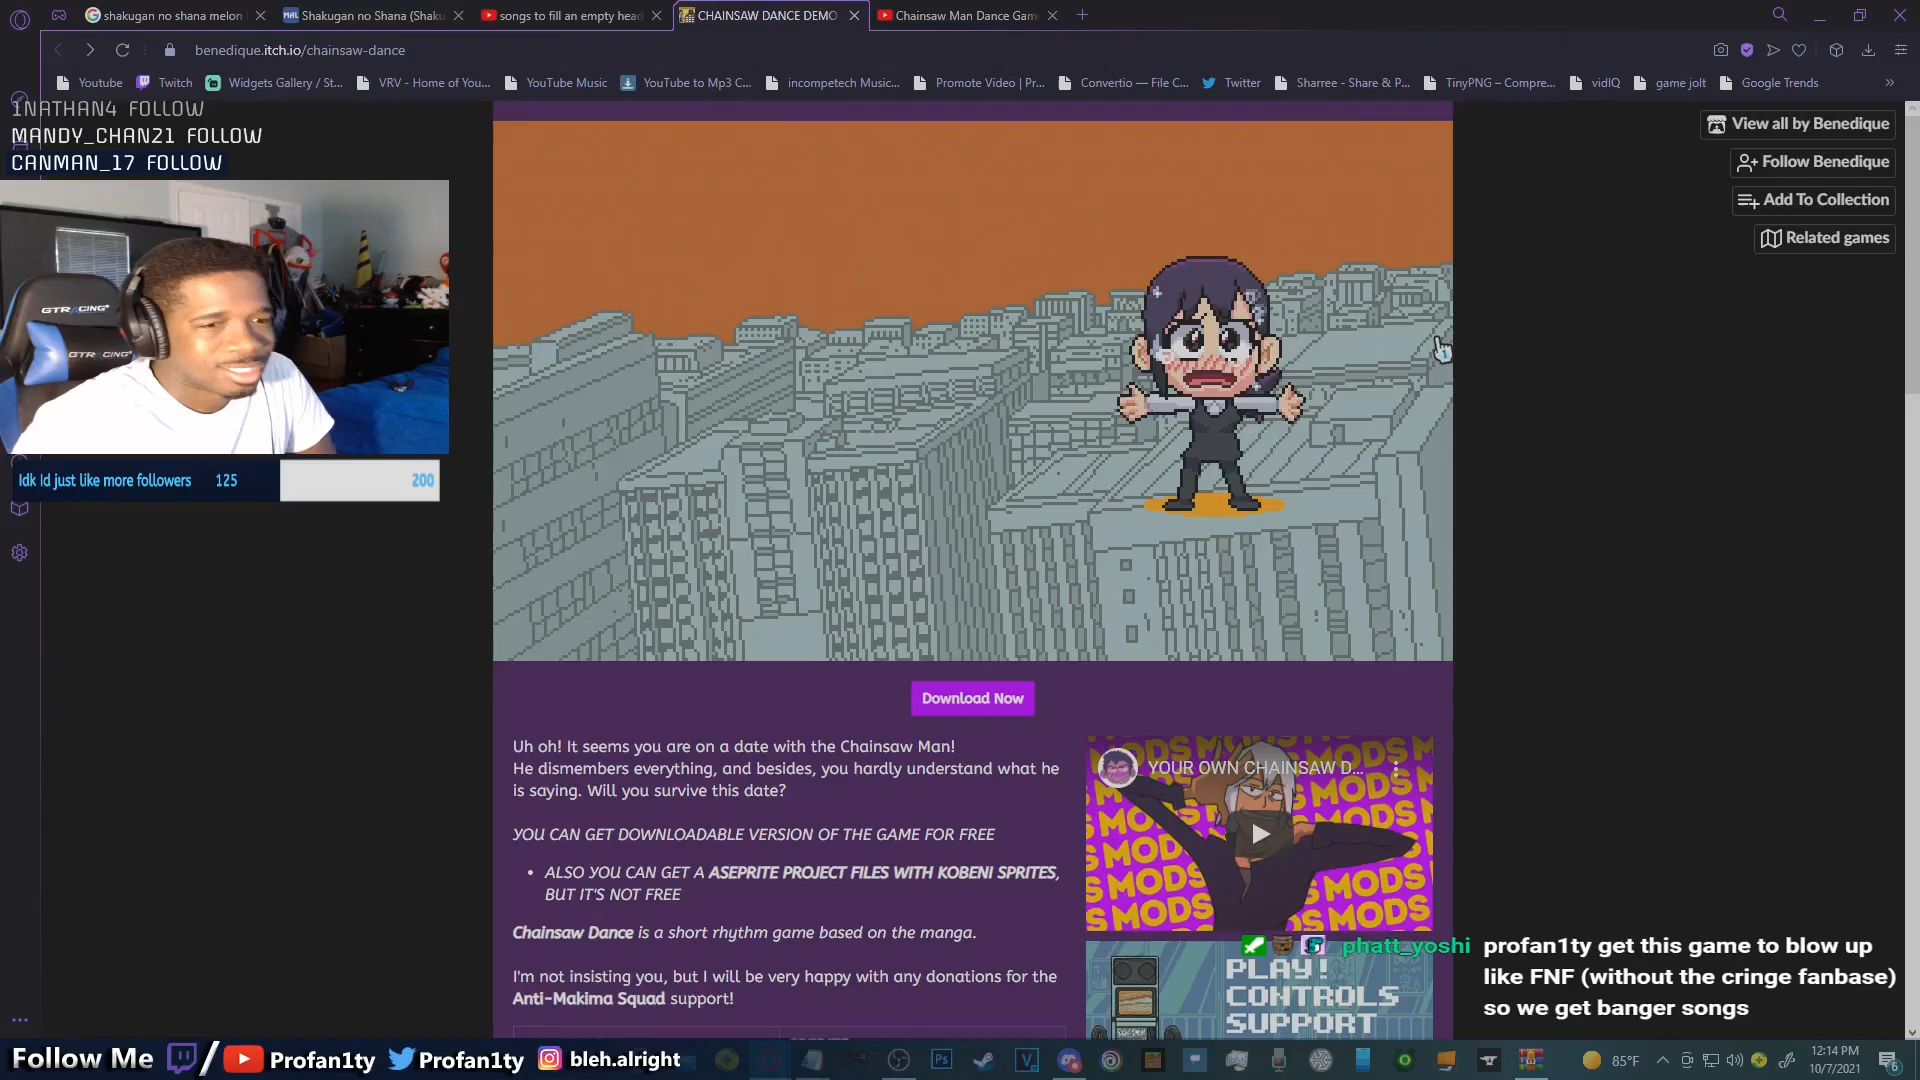 shakugan no shana melon
Shakugan no Shana (Shaku
songs to fill an empty head
CHAINSAW DANCE DEMO
Chainsaw Man Dance Gam
benedique.itch.io/chainsaw-dance
Youtube
Twitch
Widgets Gallery / St...
VRV - Home of You...
YouTube Music
YouTube to Mp3 C...
incompetech Music...
Promote Video | Pr...
Convertio — File C...
Twitter
Sharree - Share & P...
TinyPNG – Compre...
vidIQ
game jolt
Google Trends
1NATHAN4 FOLLOW
MANDY_CHAN21 FOLLOW
CANMAN_17 FOLLOW
View all by Benedique
Follow Benedique
Add To Collection
Related games
GTRACING
GTRACING
Idk Id just like more followers 125 200
Download Now
Uh oh! It seems you are on a date with the Chainsaw Man!
He dismembers everything, and besides, you hardly understand what he
is saying. Will you survive this date?
YOU CAN GET DOWNLOADABLE VERSION OF THE GAME FOR FREE
• ALSO YOU CAN GET A ASEPRITE PROJECT FILES WITH KOBENI SPRITES,
BUT IT'S NOT FREE
Chainsaw Dance is a short rhythm game based on the manga.
I'm not insisting you, but I will be very happy with any donations for the
Anti-Makima Squad support!
YOUR OWN CHAINSAW D...
PLAY!
CONTROLS
SUPPORT
phatt_yoshi profan1ty get this game to blow up
like FNF (without the cringe fanbase)
so we get banger songs
Follow Me / Profan1ty Profan1ty bleh.alright
85°F
12:14 PM
10/7/2021
6